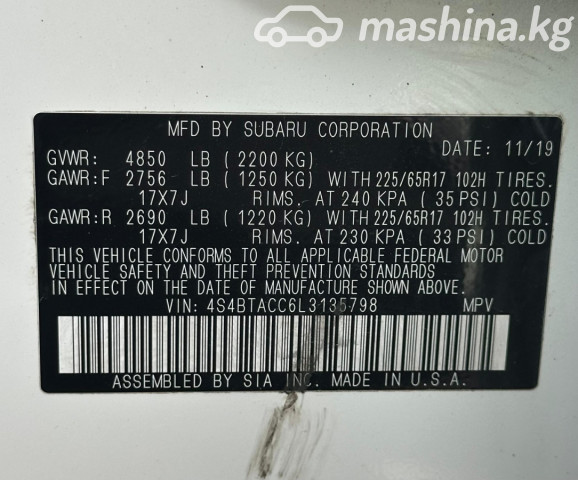 mashina.kg
MFD BY SUBARU CORPORATION
DATE: 11/19
GVWR: 4850 LB ( 2200 KG)
GAWR:F 2756 LB ( 1250 KG) WITH 225/65R17 102H TIRES.
17X7J RIMS. AT 240 KPA ( 35 PSI) COLD
GAWR:R 2690 LB ( 1220 KG) WITH 225/65R17 102H TIRES.
17X7J RIMS. AT 230 KPA ( 33 PSI) COLD
THIS VEHICLE CONFORMS TO ALL APPLICABLE FEDERAL MOTOR
VEHICLE SAFETY AND THEFT PREVENTION STANDARDS
IN EFFECT ON THE DATE OF MANUFACTURE SHOWN ABOVE.
VIN: 4S4BTACC6L3135798 MPV
ASSEMBLED BY SIA INC. MADE IN U.S.A.